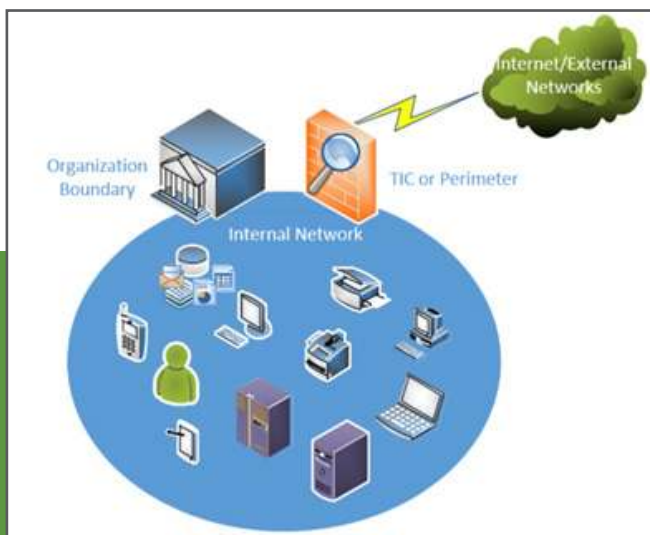 Internet/External
Networks
Organization
Boundary
TIC or Perimeter
Internal Network